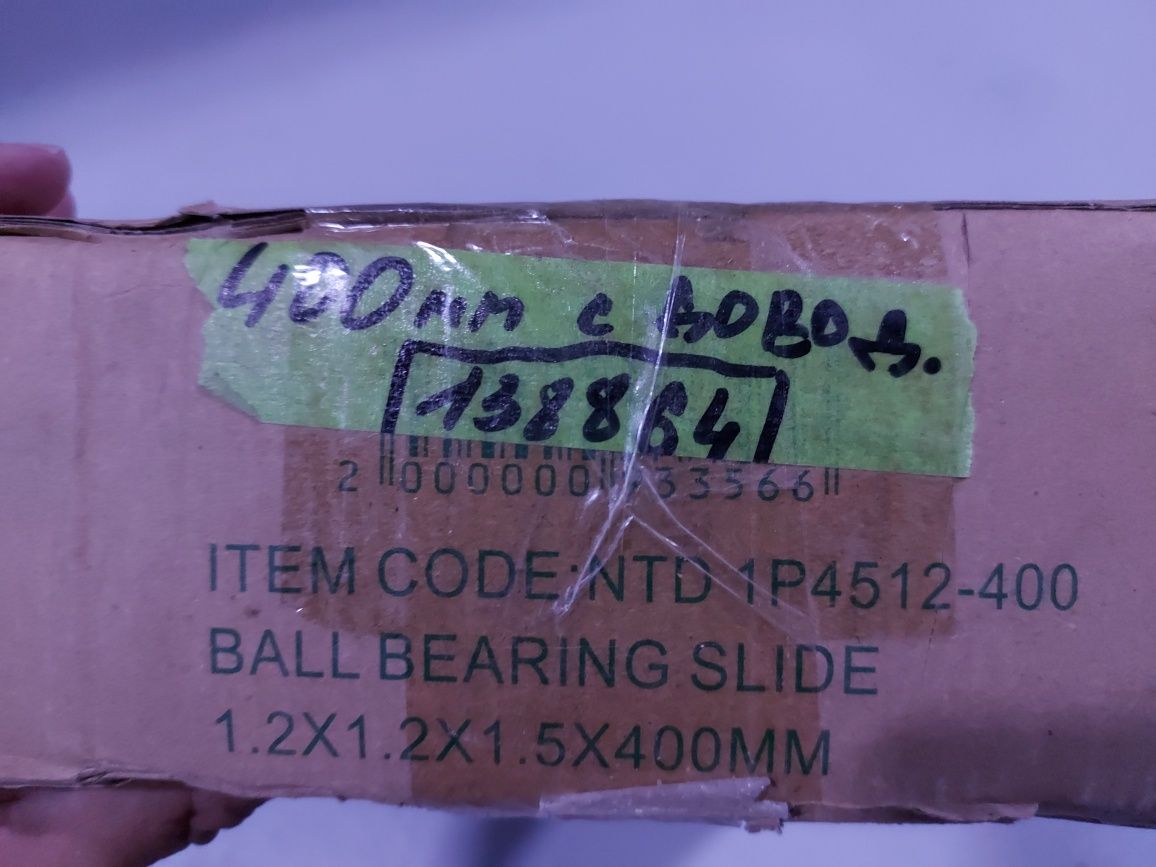 400мм с довод.
138864
2 000000 33566
ITEM CODE:NTD 1P4512-400
BALL BEARING SLIDE
1.2X1.2X1.5X400MM